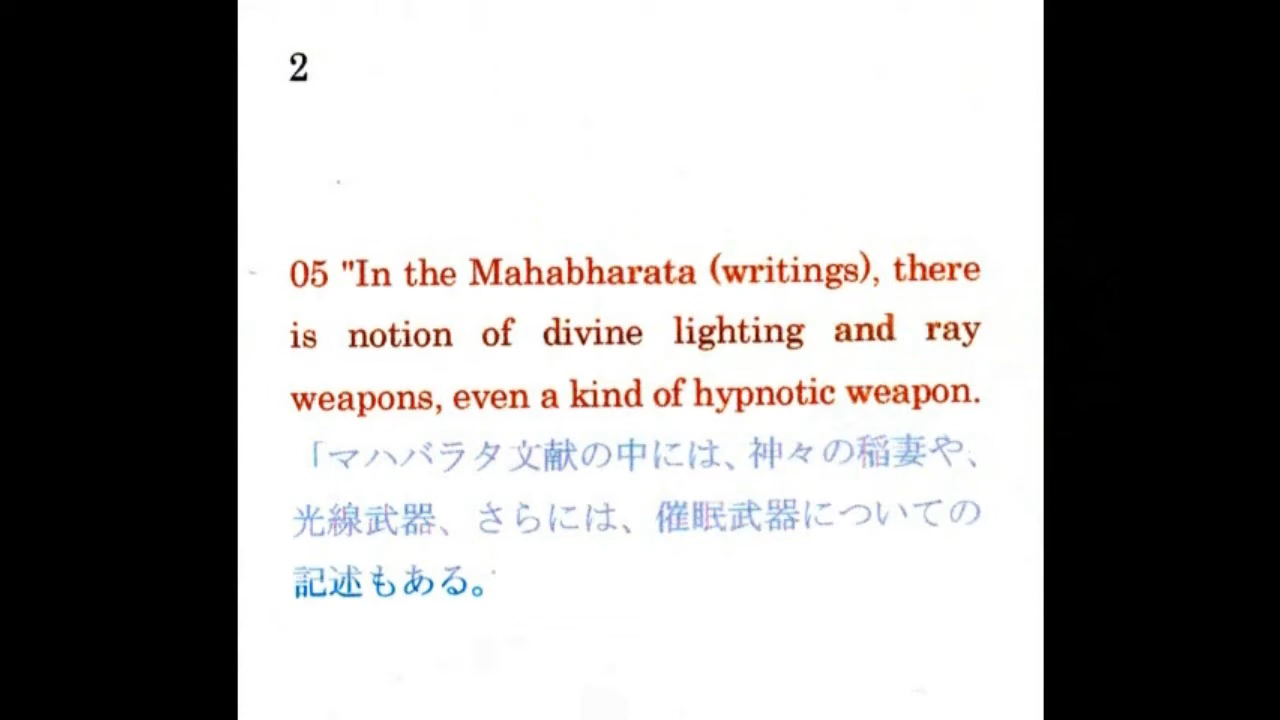 2
05 "In the Mahabharata (writings), there
is notion of divine lighting and ray
weapons, even a kind of hypnotic weapon.
「マハバラタ文献の中には、神々の稲妻や、
光線武器、さらには、催眠武器についての
記述もある。